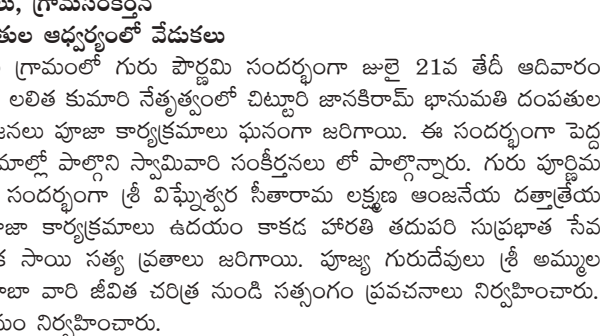 లు, గ్రామసంకీర్తన
తుల ఆధ్వర్యంలో వేడుకలు
గ్రామంలో గురు పౌర్ణమి సందర్భంగా జులై 21వ తేదీ ఆదివారం
లలిత కుమారి నేతృత్వంలో చిట్టూరి జానకిరామ్ భానుమతి దంపతుల
జనలు పూజా కార్యక్రమాలు ఘనంగా జరిగాయి. ఈ సందర్భంగా పెద్ద
మాల్లో పాల్గొని స్వామివారి సంకీర్తనలు లో పాల్గొన్నారు. గురు పూర్ణిమ
సందర్భంగా శ్రీ విఘ్నేశ్వర సీతారామ లక్ష్మణ ఆంజనేయ దత్తాత్రేయ
జా కార్యక్రమాలు ఉదయం కాకడ హారతి తదుపరి సుప్రభాత సేవ
క సాయి సత్య వ్రతాలు జరిగాయి. పూజ్య గురుదేవులు శ్రీ అమ్ముల
బాబా వారి జీవిత చరిత్ర నుండి సత్సంగం ప్రవచనాలు నిర్వహించారు.
మం నిర్వహించారు.